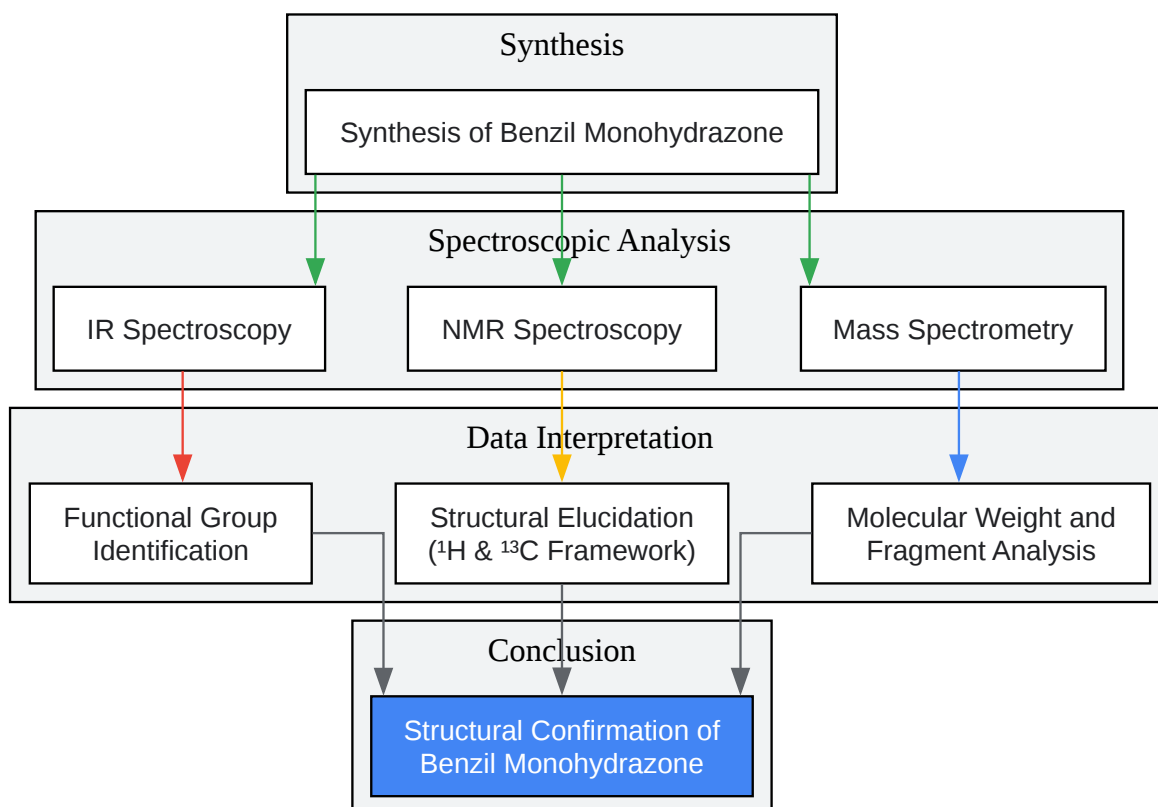 Synthesis
Synthesis of Benzil Monohydrazone
Spectroscopic Analysis
IR Spectroscopy
NMR Spectroscopy
Mass Spectrometry
Data Interpretation
Functional Group
Identification
Structural Elucidation
(¹H & ¹³C Framework)
Molecular Weight and
Fragment Analysis
Conclusion
Structural Confirmation of
Benzil Monohydrazone